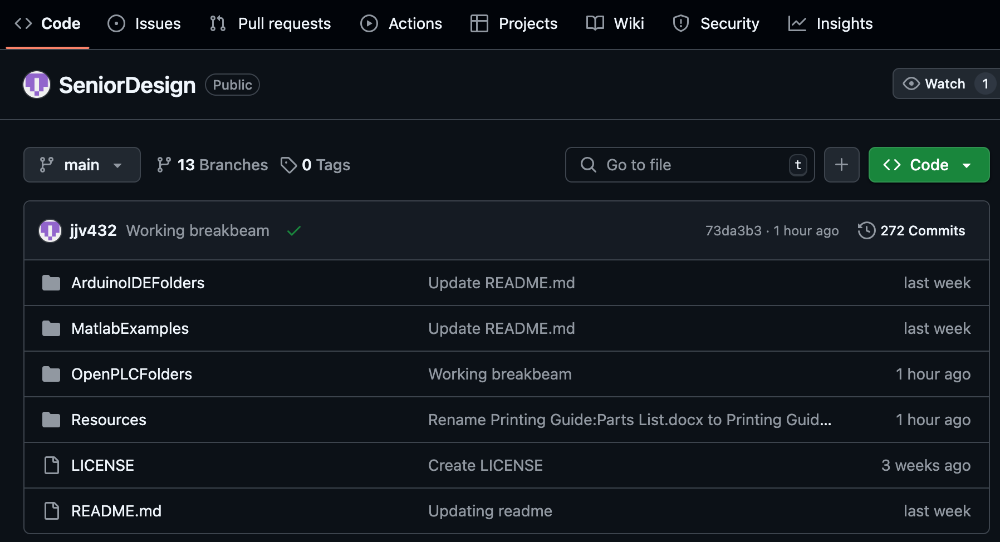 Code Issues Pull requests Actions Projects Wiki Security Insights
SeniorDesign Public Watch 1
main 13 Branches 0 Tags Go to file t Code
jjv432 Working breakbeam 73da3b3 · 1 hour ago 272 Commits
ArduinoIDEFolders Update README.md last week
MatlabExamples Update README.md last week
OpenPLCFolders Working breakbeam 1 hour ago
Resources Rename Printing Guide:Parts List.docx to Printing Guid... 1 hour ago
LICENSE Create LICENSE 3 weeks ago
README.md Updating readme last week